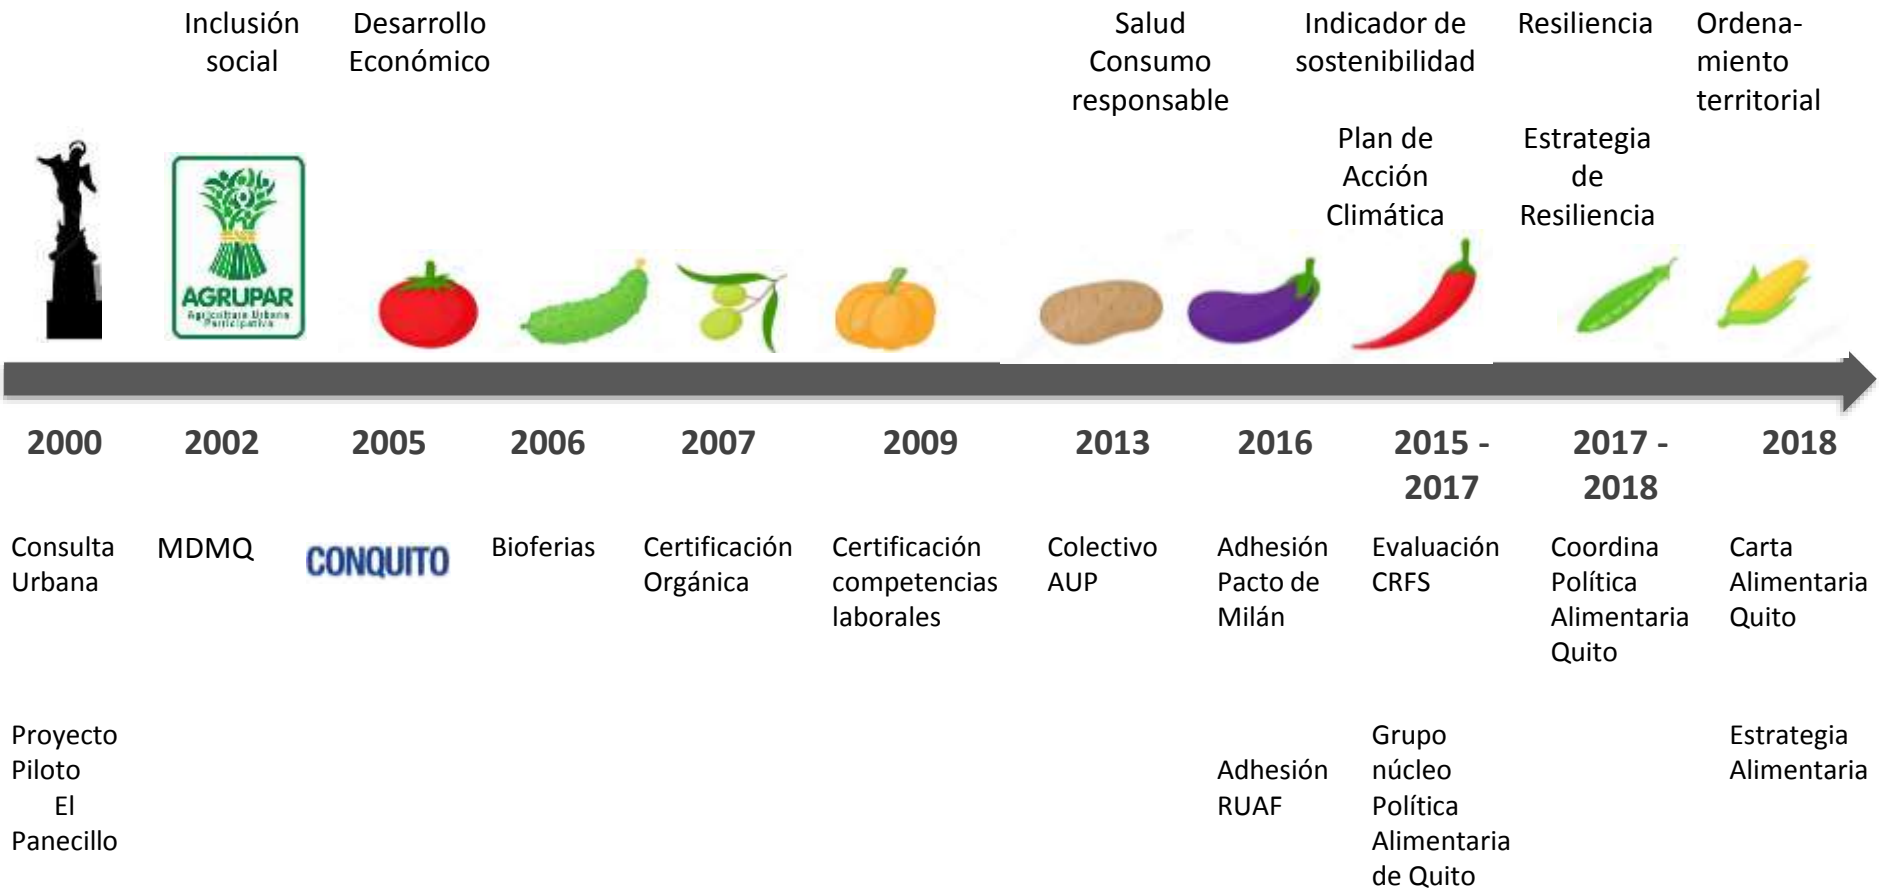 Inclusión
social
Desarrollo
Económico
Salud
Consumo
responsable
Indicador de
sostenibilidad
Plan de
Acción
Climática
Resiliencia
Estrategia
de
Resiliencia
Ordena-
miento
territorial
AGRUPAR
Agricultura Urbana
Participativa
2000
2002
2005
2006
2007
2009
2013
2016
2015 -
2017
2017 -
2018
2018
Consulta
Urbana
MDMQ
CONQUITO
Bioferias
Certificación
Orgánica
Certificación
competencias
laborales
Colectivo
AUP
Adhesión
Pacto de
Milán
Evaluación
CRFS
Coordina
Política
Alimentaria
Quito
Carta
Alimentaria
Quito
Proyecto
Piloto
El
Panecillo
Adhesión
RUAF
Grupo
núcleo
Política
Alimentaria
de Quito
Estrategia
Alimentaria